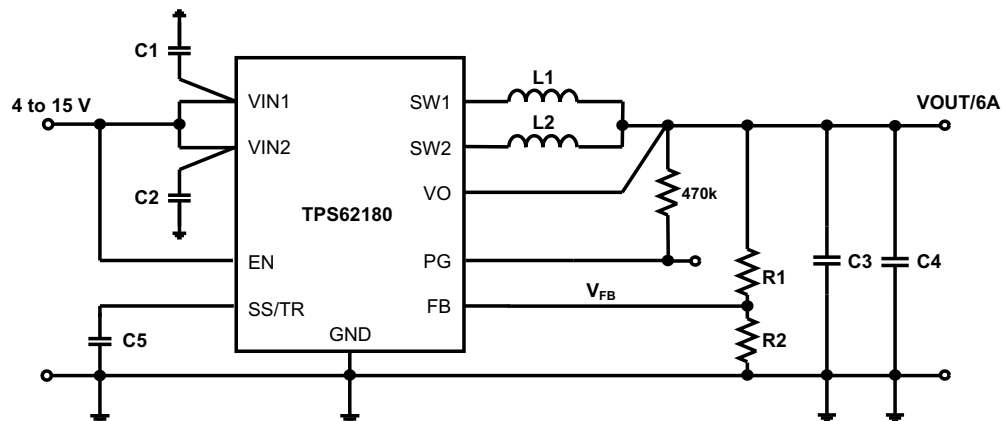 C1
L1
4 to 15 V
VIN1
SW1
VOUT/6A
L2
VIN2
SW2
C2
VO
470k
TPS62180
EN
PG
R1
C3
C4
V_FB
SS/TR
FB
GND
C5
R2